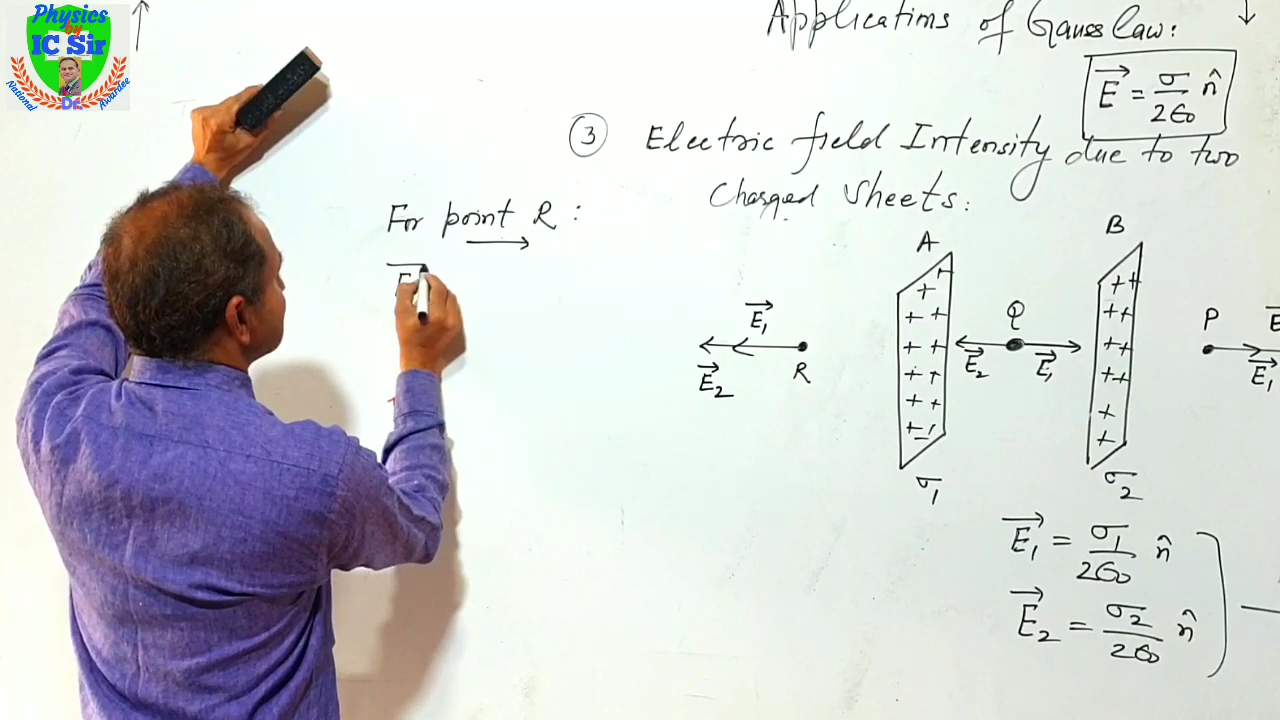 Physics
by
IC Sir
National Awardee
Dr.
Applications of Gauss law:
E = σ/2ϵ₀ n̂
③ Electric field Intensity due to two
Charged Sheets:
For point R:
E
A
B
E₁
E₂
R
Q
E₂
E₁
P
E
E₁
σ₁
σ₂
E₁ = σ₁/2ϵ₀ n̂
E₂ = σ₂/2ϵ₀ n̂